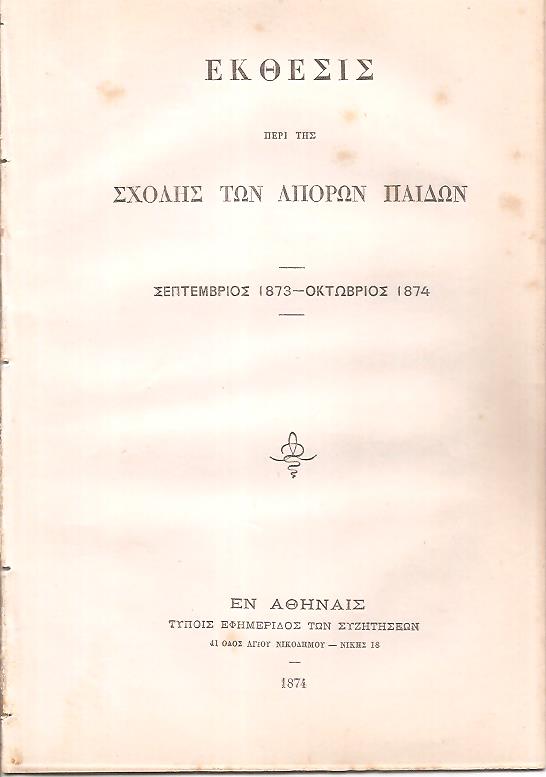 ΕΚΘΕΣΙΣ
ΠΕΡΙ ΤΗΣ
ΣΧΟΛΗΣ ΤΩΝ ΑΠΟΡΩΝ ΠΑΙΔΩΝ
ΣΕΠΤΕΜΒΡΙΟΣ 1873—ΟΚΤΩΒΡΙΟΣ 1874
ΕΝ ΑΘΗΝΑΙΣ
ΤΥΠΟΙΣ ΕΦΗΜΕΡΙΔΟΣ ΤΩΝ ΣΥΖΗΤΗΣΕΩΝ
41 ΟΔΟΣ ΑΓΙΟΥ ΝΙΚΟΔΗΜΟΥ — ΝΙΚΗΣ 18
1874